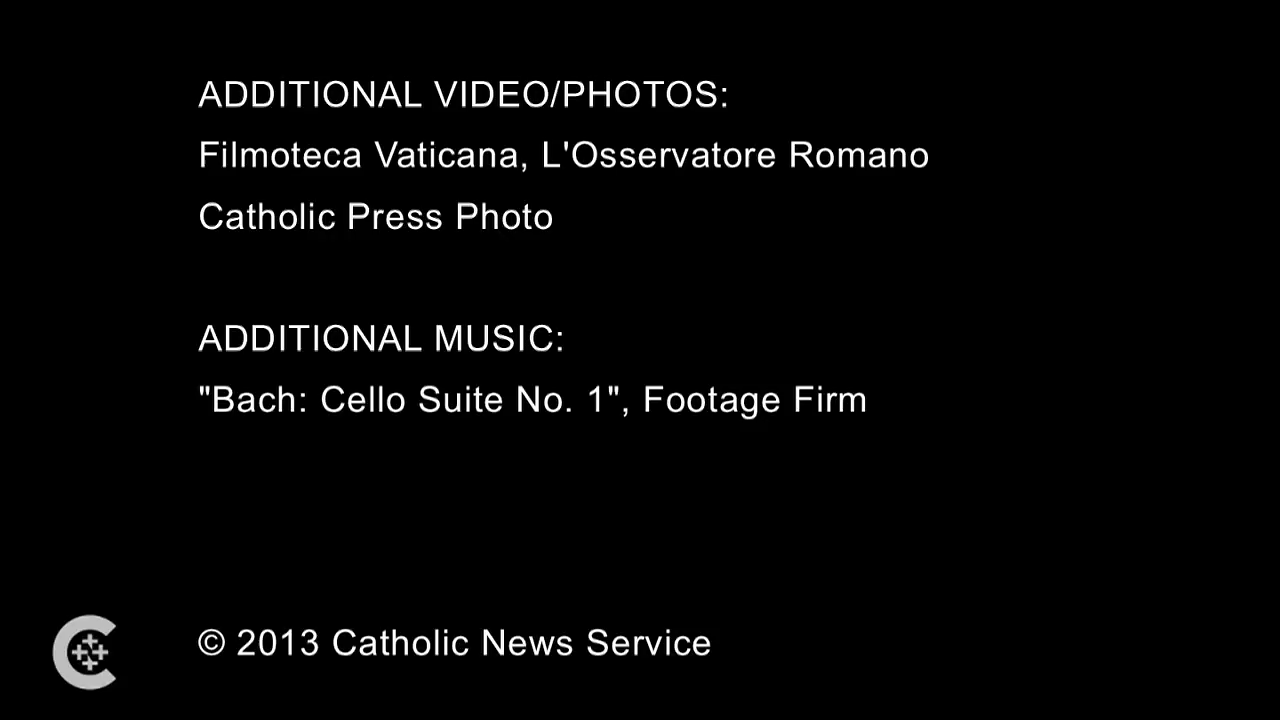 ADDITIONAL VIDEO/PHOTOS:
Filmoteca Vaticana, L'Osservatore Romano
Catholic Press Photo
ADDITIONAL MUSIC:
"Bach: Cello Suite No. 1", Footage Firm
© 2013 Catholic News Service